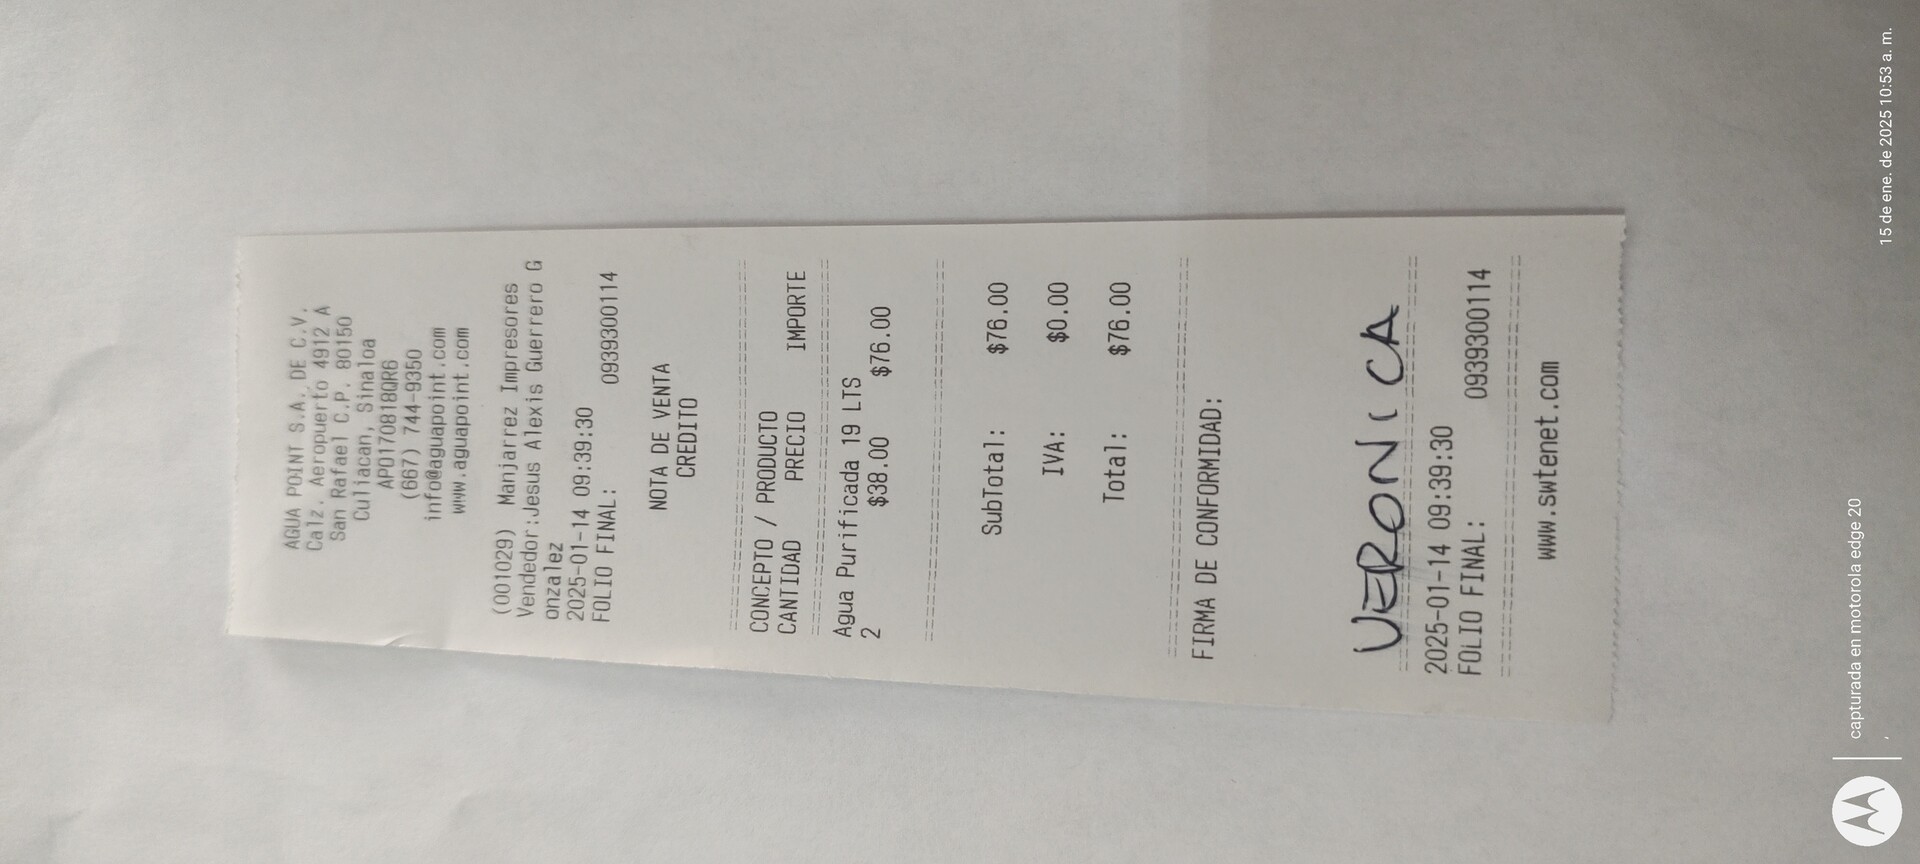 AGUA POINT S.A. DE C.V.
Calz. Aeropuerto 4912 A
San Rafael C.P. 80150
Culiacan, Sinaloa
APO170818QR6
(667) 744-9350
info@aguapoint.com
www.aguapoint.com
(001029) Manjarrez Impresores
Vendedor:Jesus Alexis Guerrero G
onzalez
2025-01-14 09:39:30
FOLIO FINAL: 0939300114
NOTA DE VENTA
CREDITO
CONCEPTO / PRODUCTO
CANTIDAD PRECIO IMPORTE
Agua Purificada 19 LTS
2 $38.00 $76.00
SubTotal: $76.00
IVA: $0.00
Total: $76.00
FIRMA DE CONFORMIDAD:
VERONICA
2025-01-14 09:39:30
FOLIO FINAL: 0939300114
www.swtenet.com
capturada en motorola edge 20
15 de ene. de 2025 10:53 a. m.